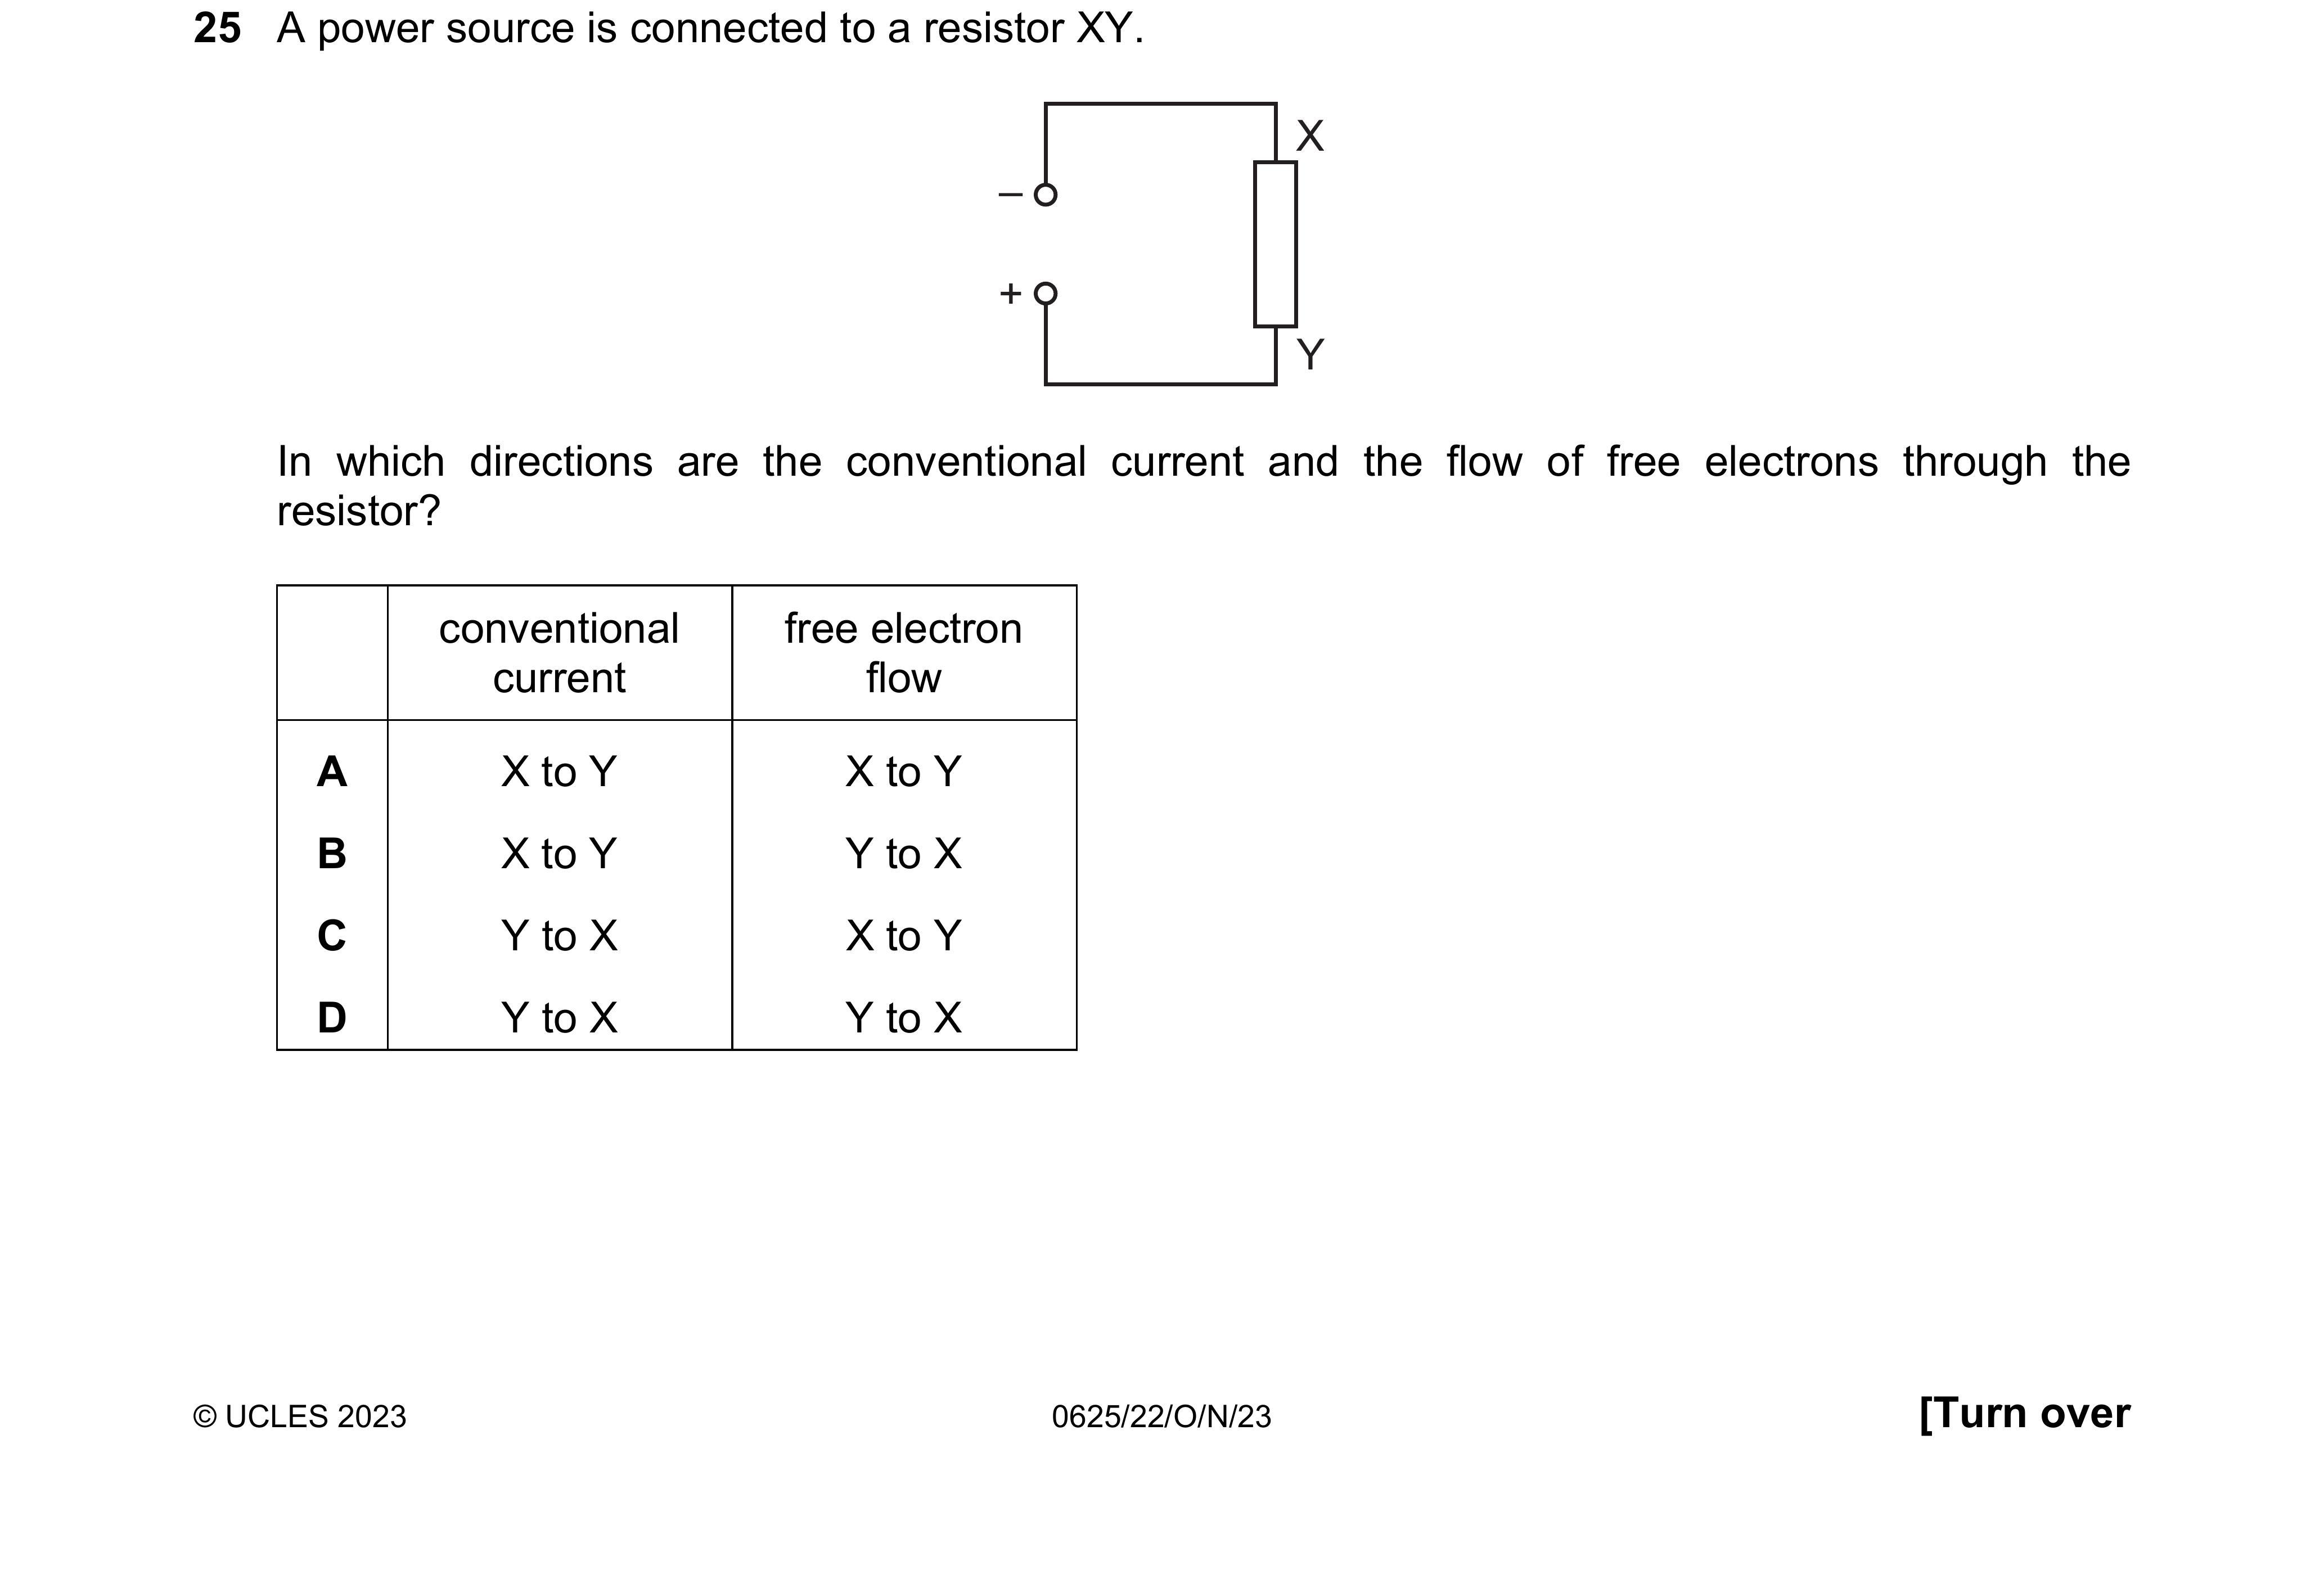 25 A power source is connected to a resistor XY.
X
–
+
Y
In which directions are the conventional current and the flow of free electrons through the
resistor?
conventional current free electron flow
A X to Y X to Y
B X to Y Y to X
C Y to X X to Y
D Y to X Y to X
© UCLES 2023 0625/22/O/N/23 [Turn over